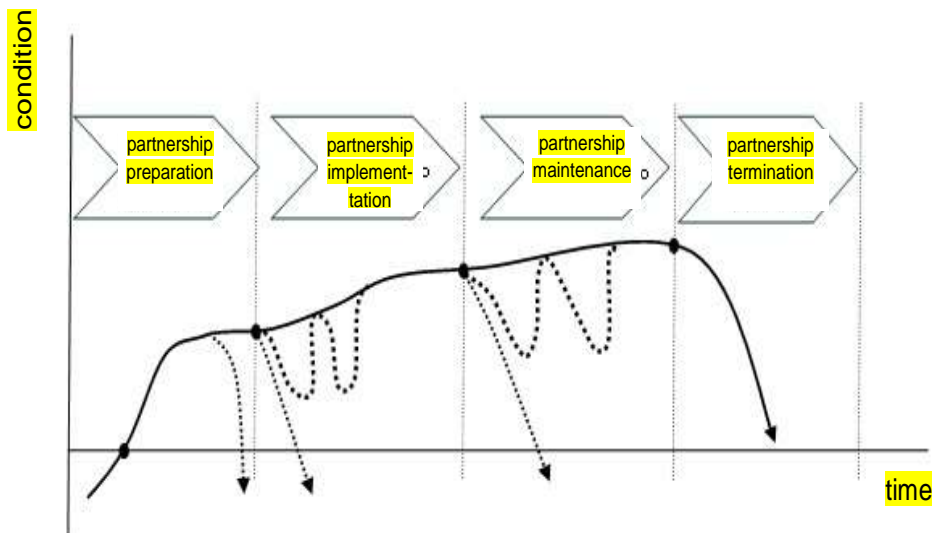 condition
partnership
preparation
partnership
implement-
tation
partnership
maintenance
partnership
termination
time